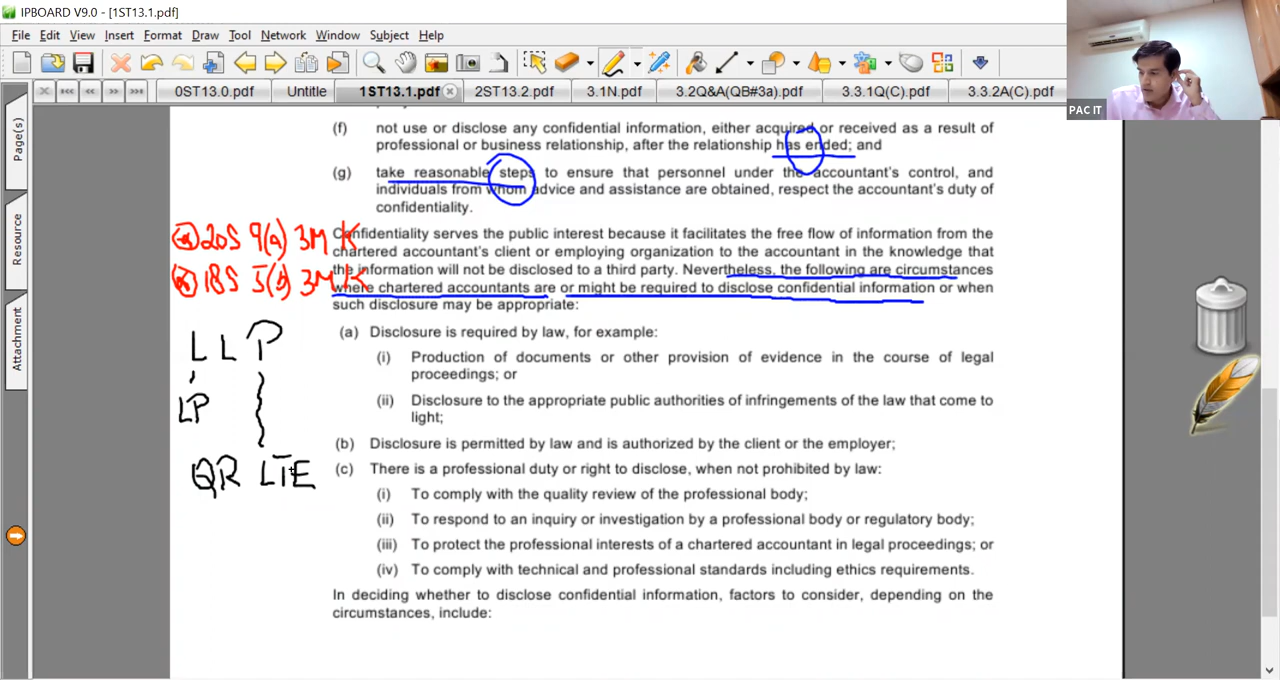 IPBOARD V9.0 - [1ST13.1.pdf]
File Edit View Insert Format Draw Tool Network Window Subject Help
PAC IT
0ST13.0.pdf Untitle 1ST13.1.pdf 2ST13.2.pdf 3.1N.pdf 3.2Q&A(QB#3a).pdf 3.3.1Q(C).pdf 3.3.2A(C).pdf
Page(s)
Resource
Attachment
(f) not use or disclose any confidential information, either acquired or received as a result of
professional or business relationship, after the relationship has ended; and
(g) take reasonable steps to ensure that personnel under the accountant's control, and
individuals from whom advice and assistance are obtained, respect the accountant's duty of
confidentiality.
20S 9(a) 3M K
18S 5(b) 3M K
Confidentiality serves the public interest because it facilitates the free flow of information from the
chartered accountant's client or employing organization to the accountant in the knowledge that
the information will not be disclosed to a third party. Nevertheless, the following are circumstances
where chartered accountants are or might be required to disclose confidential information or when
such disclosure may be appropriate:
L L P
LP
QR LTE
(a) Disclosure is required by law, for example:
(i) Production of documents or other provision of evidence in the course of legal
proceedings; or
(ii) Disclosure to the appropriate public authorities of infringements of the law that come to
light;
(b) Disclosure is permitted by law and is authorized by the client or the employer;
(c) There is a professional duty or right to disclose, when not prohibited by law:
(i) To comply with the quality review of the professional body;
(ii) To respond to an inquiry or investigation by a professional body or regulatory body;
(iii) To protect the professional interests of a chartered accountant in legal proceedings; or
(iv) To comply with technical and professional standards including ethics requirements.
In deciding whether to disclose confidential information, factors to consider, depending on the
circumstances, include: